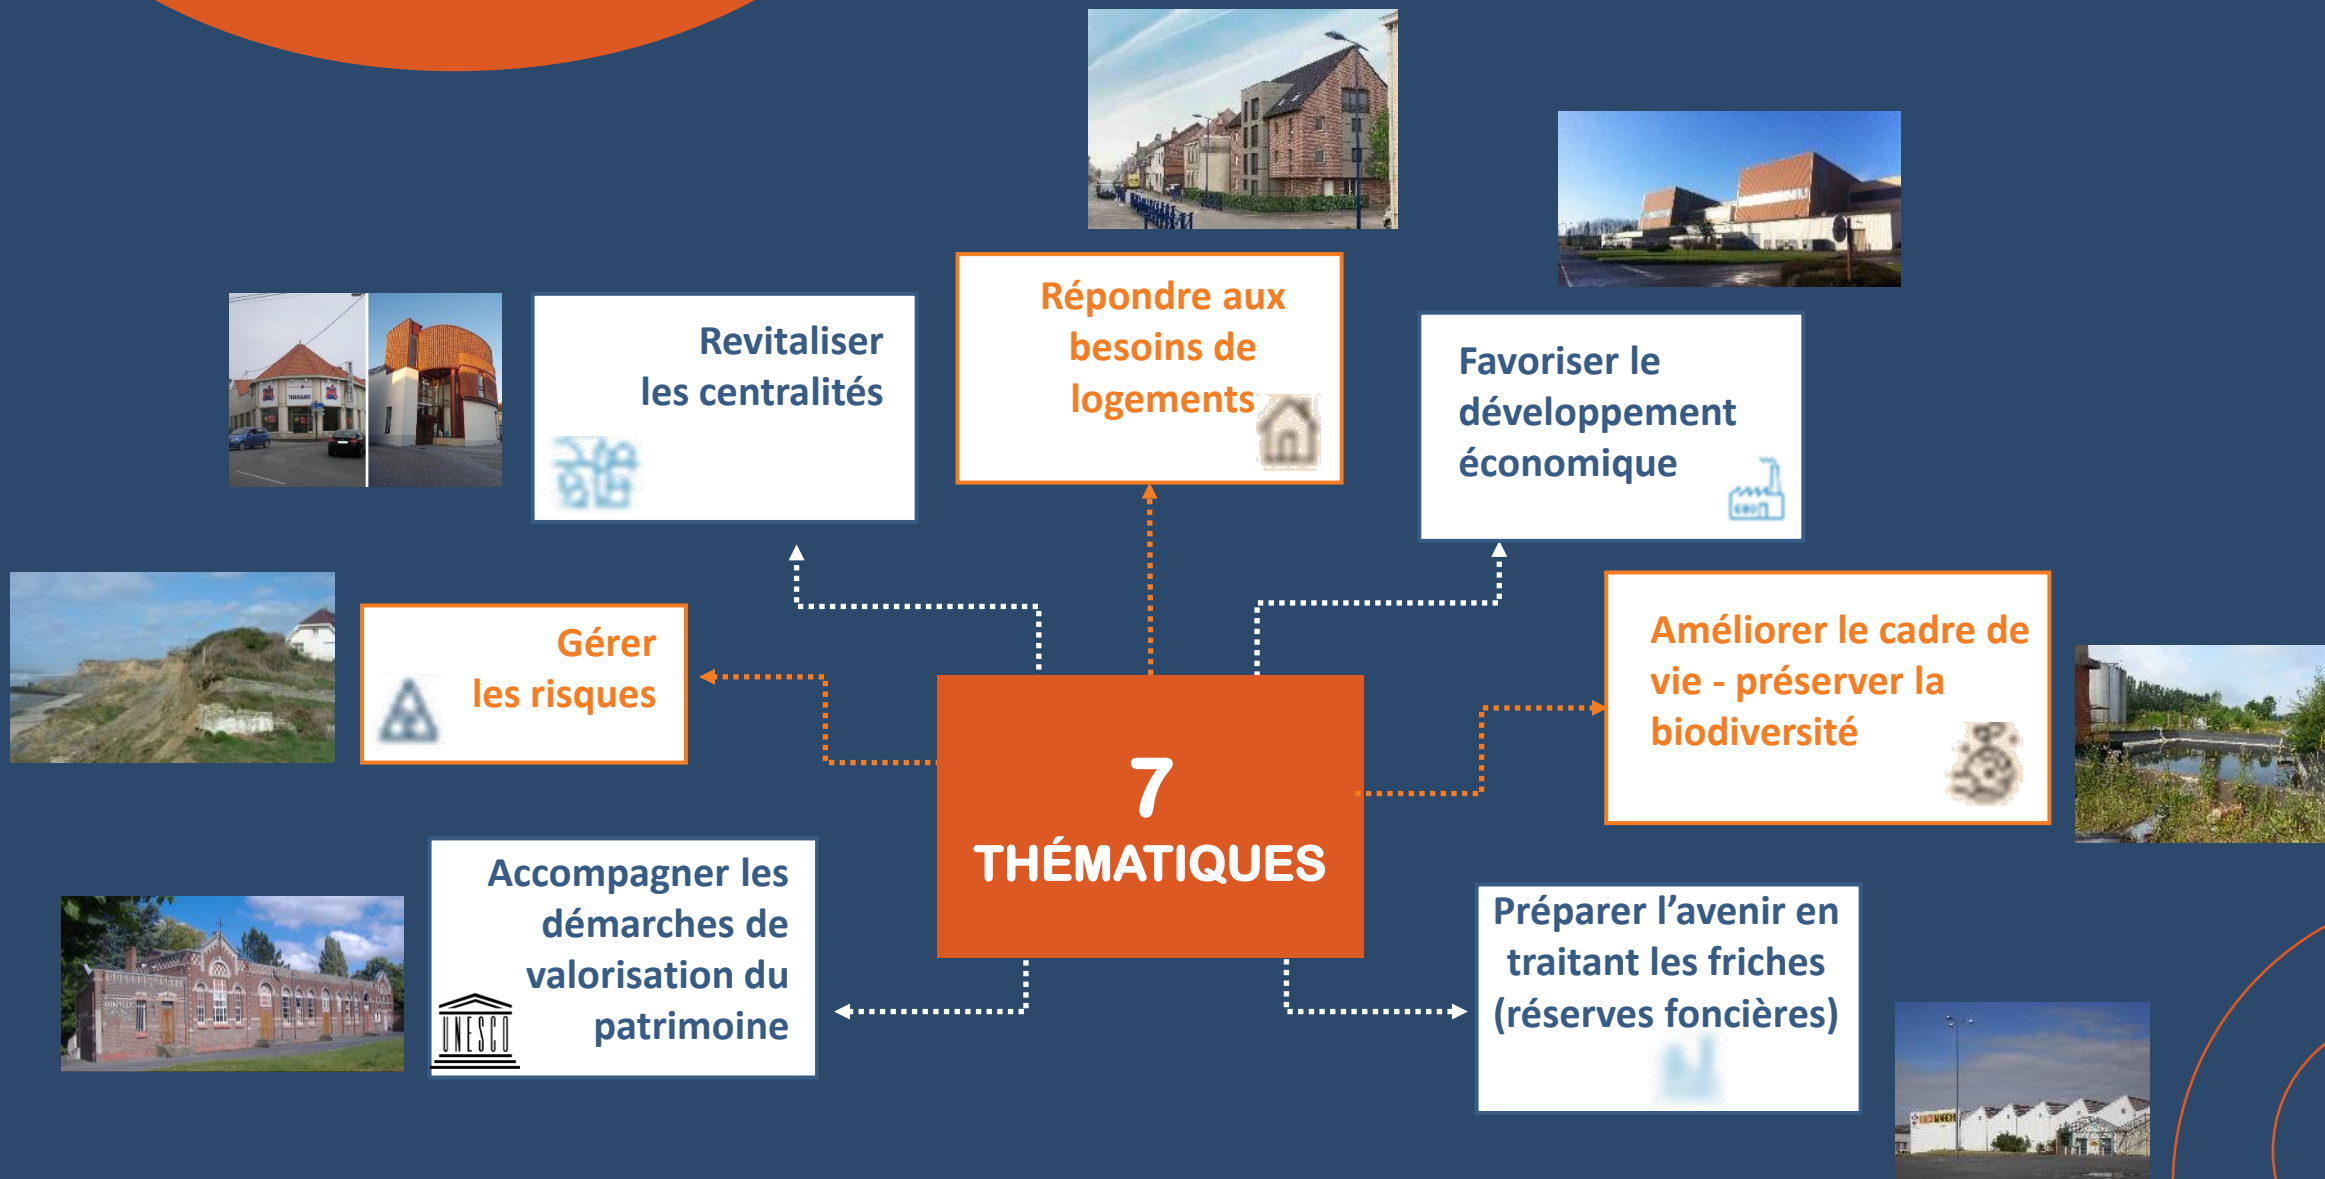 Répondre aux
besoins de
logements
Revitaliser
les centralités
Favoriser le
développement
économique
Gérer
les risques
Améliorer le cadre de
vie - préserver la
biodiversité
7
THÉMATIQUES
Accompagner les
démarches de
valorisation du
patrimoine
UNESCO
Préparer l’avenir en
traitant les friches
(réserves foncières)